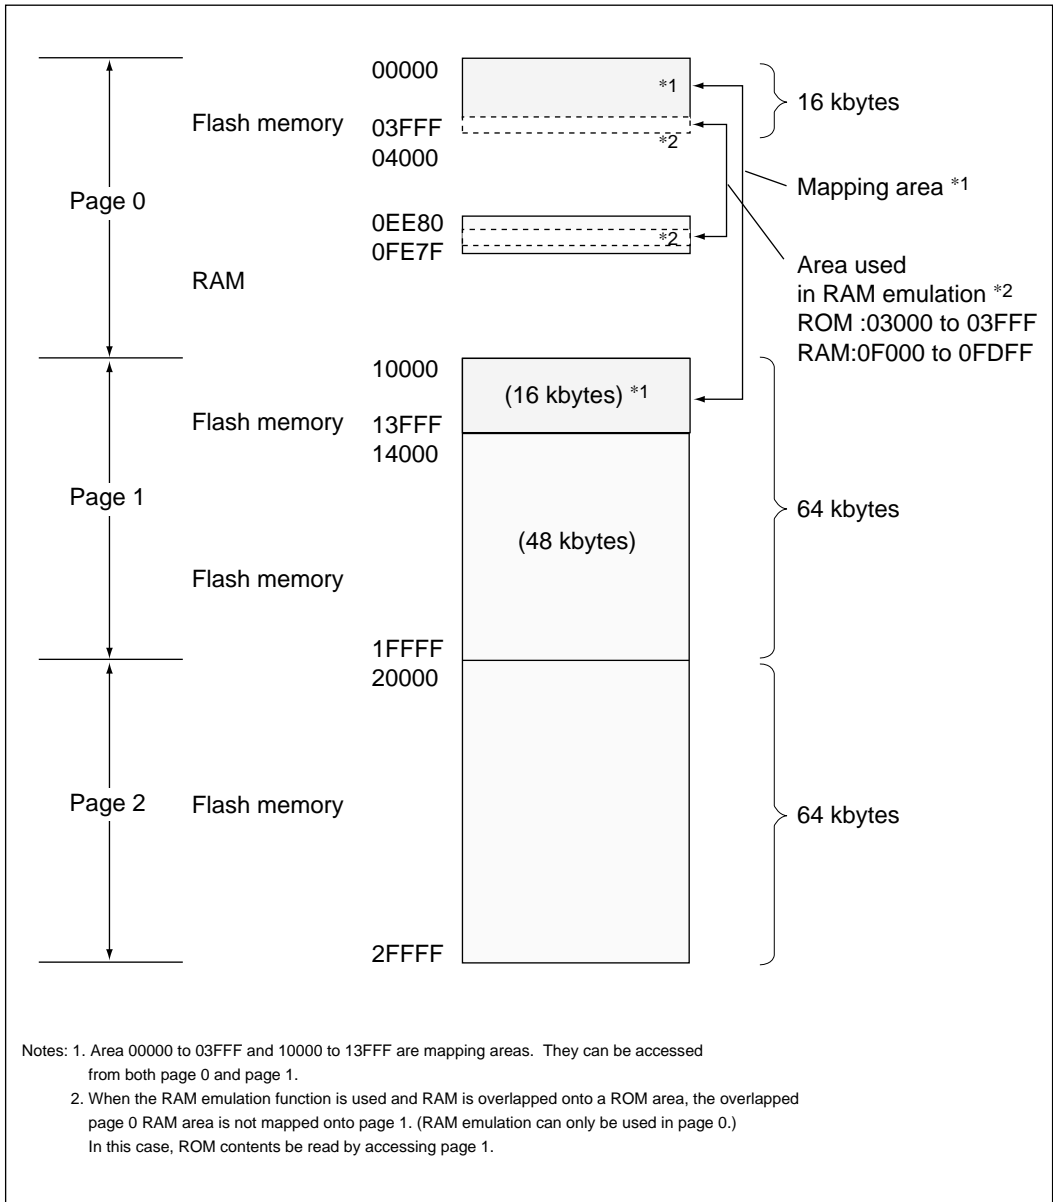 00000
*1
16 kbytes
Flash memory
03FFF
*2
04000
Mapping area *1
Page 0
0EE80
*2
0FE7F
RAM
Area used
in RAM emulation *2
ROM :03000 to 03FFF
RAM:0F000 to 0FDFF
10000
(16 kbytes) *1
Flash memory
13FFF
14000
Page 1
64 kbytes
(48 kbytes)
Flash memory
1FFFF
20000
Page 2
Flash memory
64 kbytes
2FFFF
Notes: 1. Area 00000 to 03FFF and 10000 to 13FFF are mapping areas. They can be accessed
from both page 0 and page 1.
2. When the RAM emulation function is used and RAM is overlapped onto a ROM area, the overlapped
page 0 RAM area is not mapped onto page 1. (RAM emulation can only be used in page 0.)
In this case, ROM contents be read by accessing page 1.